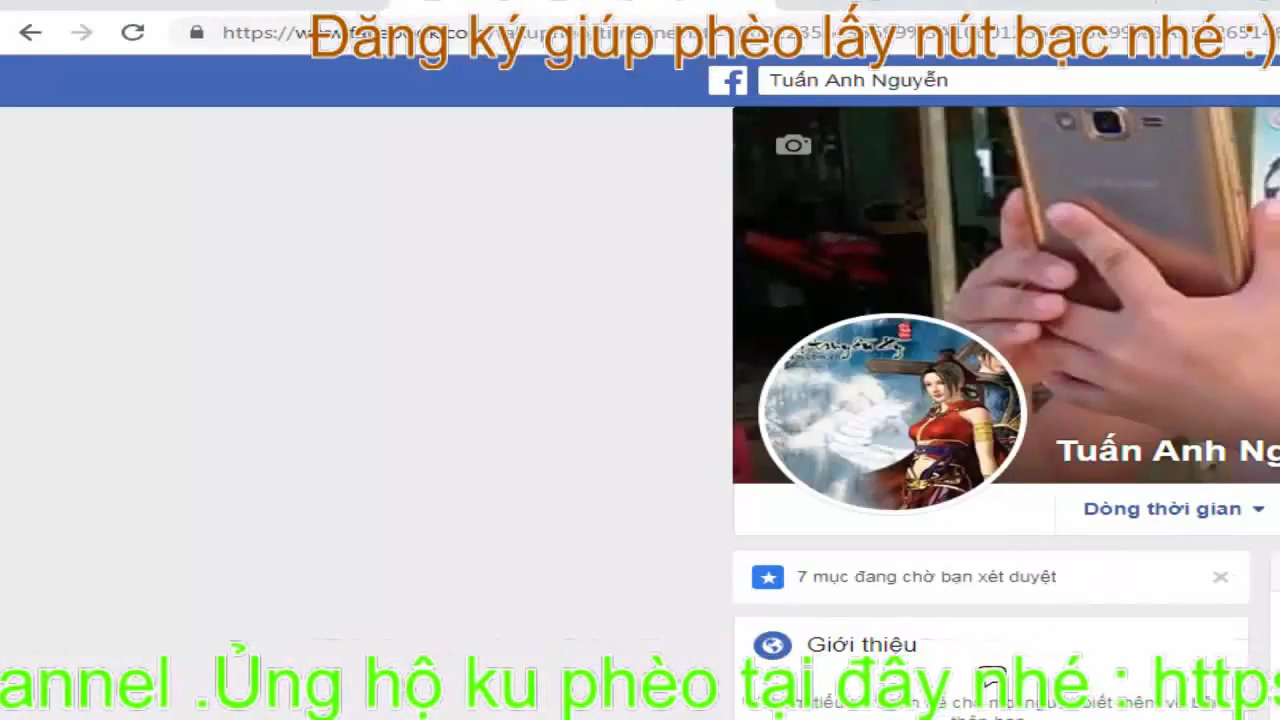 Đăng ký giúp phèo lấy nút bạc nhé :)
Tuấn Anh Nguyễn
Tuấn Anh Ng
Dòng thời gian
7 mục đang chờ bạn xét duyệt
Giới thiệu
annel .Ủng hộ ku phèo tại đây nhé : https